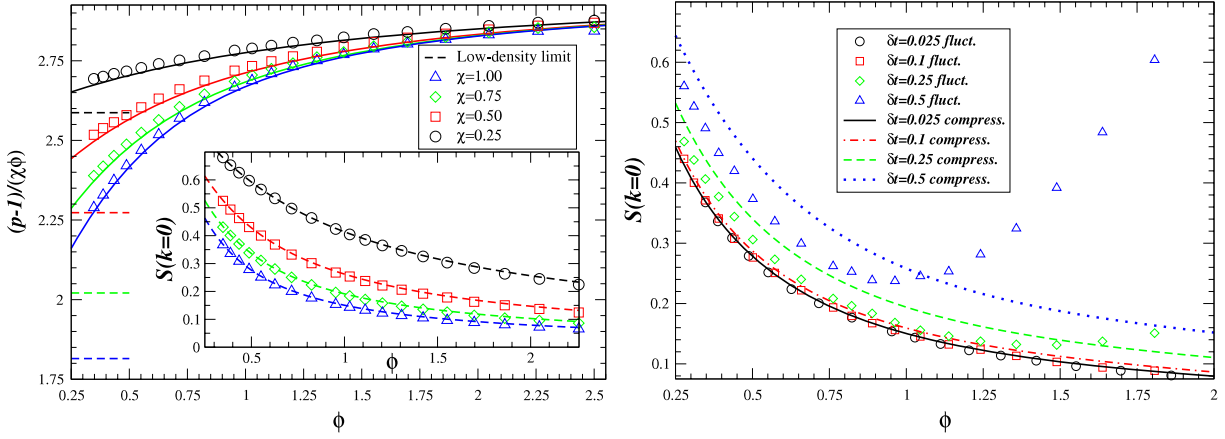 (p-1)/(χϕ)
2.75
2.5
2.25
2
1.75
0.25
0.5
0.75
1
1.25
1.5
1.75
2
2.25
2.5
ϕ
Low-density limit
χ=1.00
χ=0.75
χ=0.50
χ=0.25
S(k=0)
0.6
0.5
0.4
0.3
0.2
0.1
0
0.5
1
1.5
2
ϕ
S(k=0)
0.6
0.5
0.4
0.3
0.2
0.1
0.25
0.5
0.75
1
1.25
1.5
1.75
2
ϕ
δt=0.025 fluct.
δt=0.1 fluct.
δt=0.25 fluct.
δt=0.5 fluct.
δt=0.025 compress.
δt=0.1 compress.
δt=0.25 compress.
δt=0.5 compress.